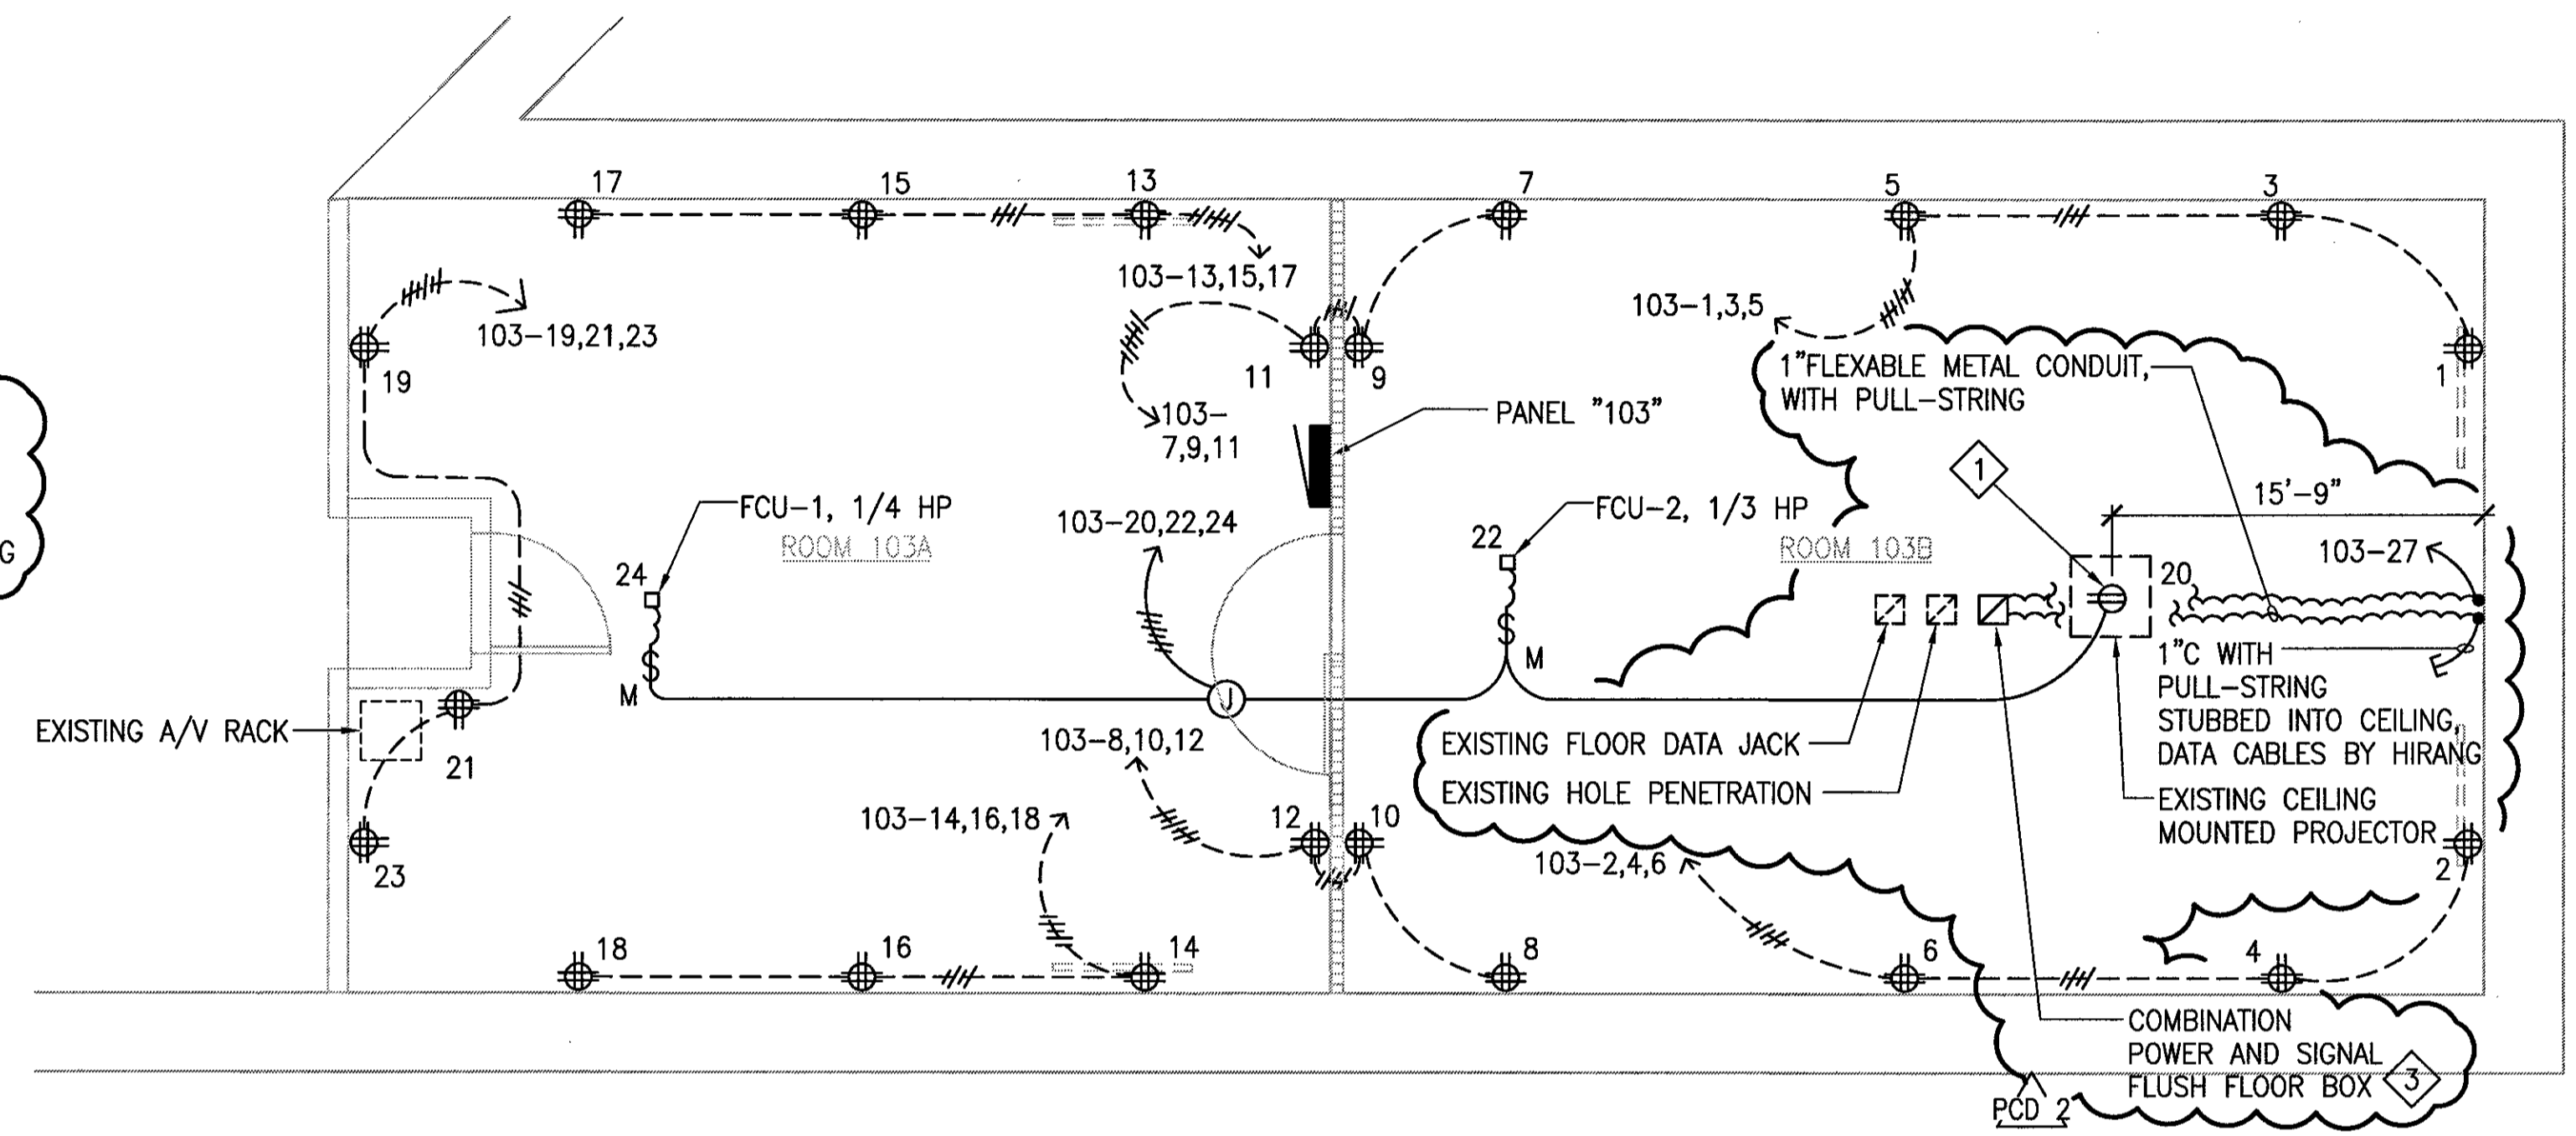 17
15
13
7
5
3
103-13,15,17
103-19,21,23
103-1,3,5
19
11
9
1
1"FLEXABLE METAL CONDUIT,
WITH PULL-STRING
103-
7,9,11
PANEL "103"
1
15'-9"
FCU-1, 1/4 HP
ROOM 103A
103-20,22,24
FCU-2, 1/3 HP
ROOM 103B
G
24
22
20
103-27
$
M
$
M
J
1"C WITH
PULL-STRING
STUBBED INTO CEILING,
DATA CABLES BY HIRANG
EXISTING A/V RACK
21
103-8,10,12
EXISTING FLOOR DATA JACK
EXISTING HOLE PENETRATION
EXISTING CEILING
MOUNTED PROJECTOR
103-14,16,18
12
10
103-2,4,6
2
23
18
16
14
8
6
4
COMBINATION
POWER AND SIGNAL
FLUSH FLOOR BOX
3
PCD 2